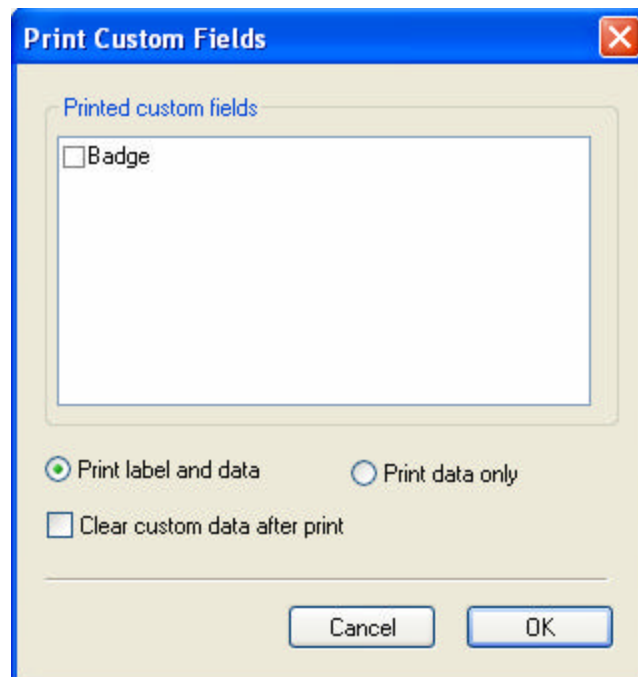 Print Custom Fields
Printed custom fields
Badge
Print label and data
Print data only
Clear custom data after print
Cancel
OK